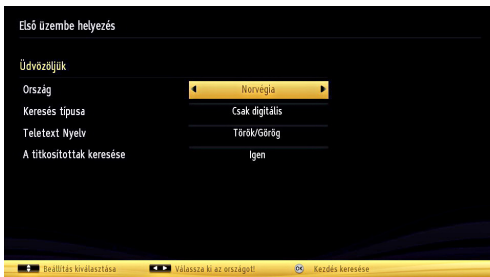 Első üzembe helyezés
Üdvözöljük
Ország Norvégia
Keresés típusa Csak digitális
Teletext Nyelv Török/Görög
A titkosítottak keresése Igen
Beállítás kiválasztása Válassza ki az országot! OK Kezdés keresése